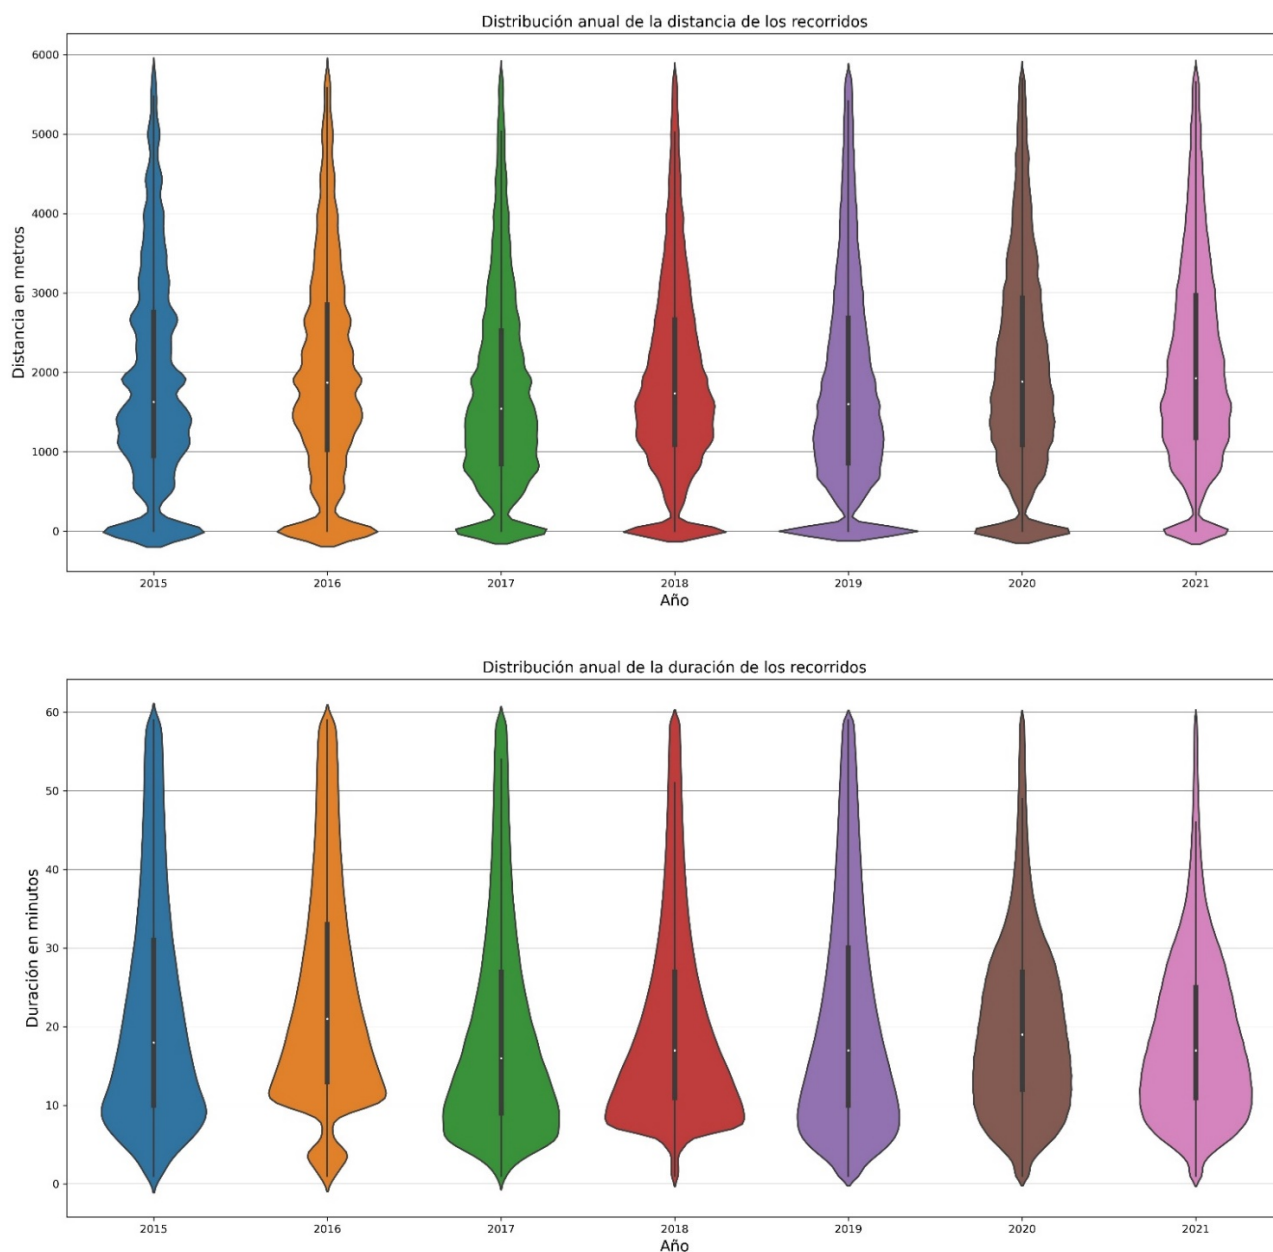 Distribución anual de la distancia de los recorridos
Distancia en metros
6000
5000
4000
3000
2000
1000
0
2015 2016 2017 2018 2019 2020 2021
Año
Distribución anual de la duración de los recorridos
Duración en minutos
60
50
40
30
20
10
0
2015 2016 2017 2018 2019 2020 2021
Año